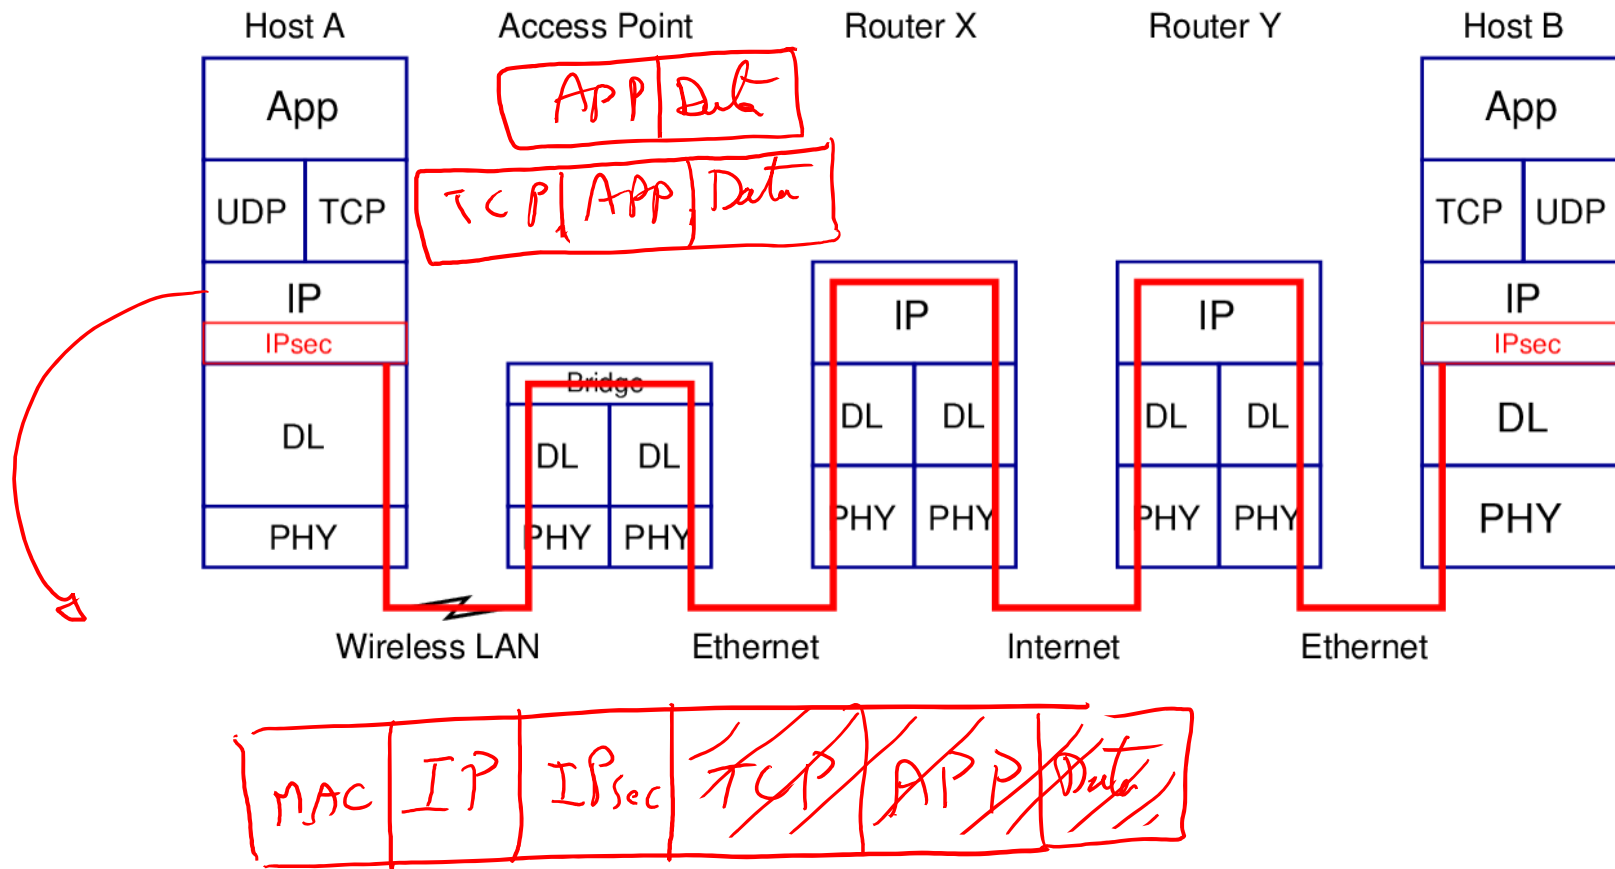 Host A Access Point Router X Router Y Host B
App APP Data App
UDP TCP TCP APP Data TCP UDP
IP IP IP IP
IPsec IPsec
Bridge
DL DL DL DL DL DL DL DL
PHY PHY PHY PHY PHY PHY PHY PHY
Wireless LAN Ethernet Internet Ethernet
MAC IP IPsec TCP APP Data